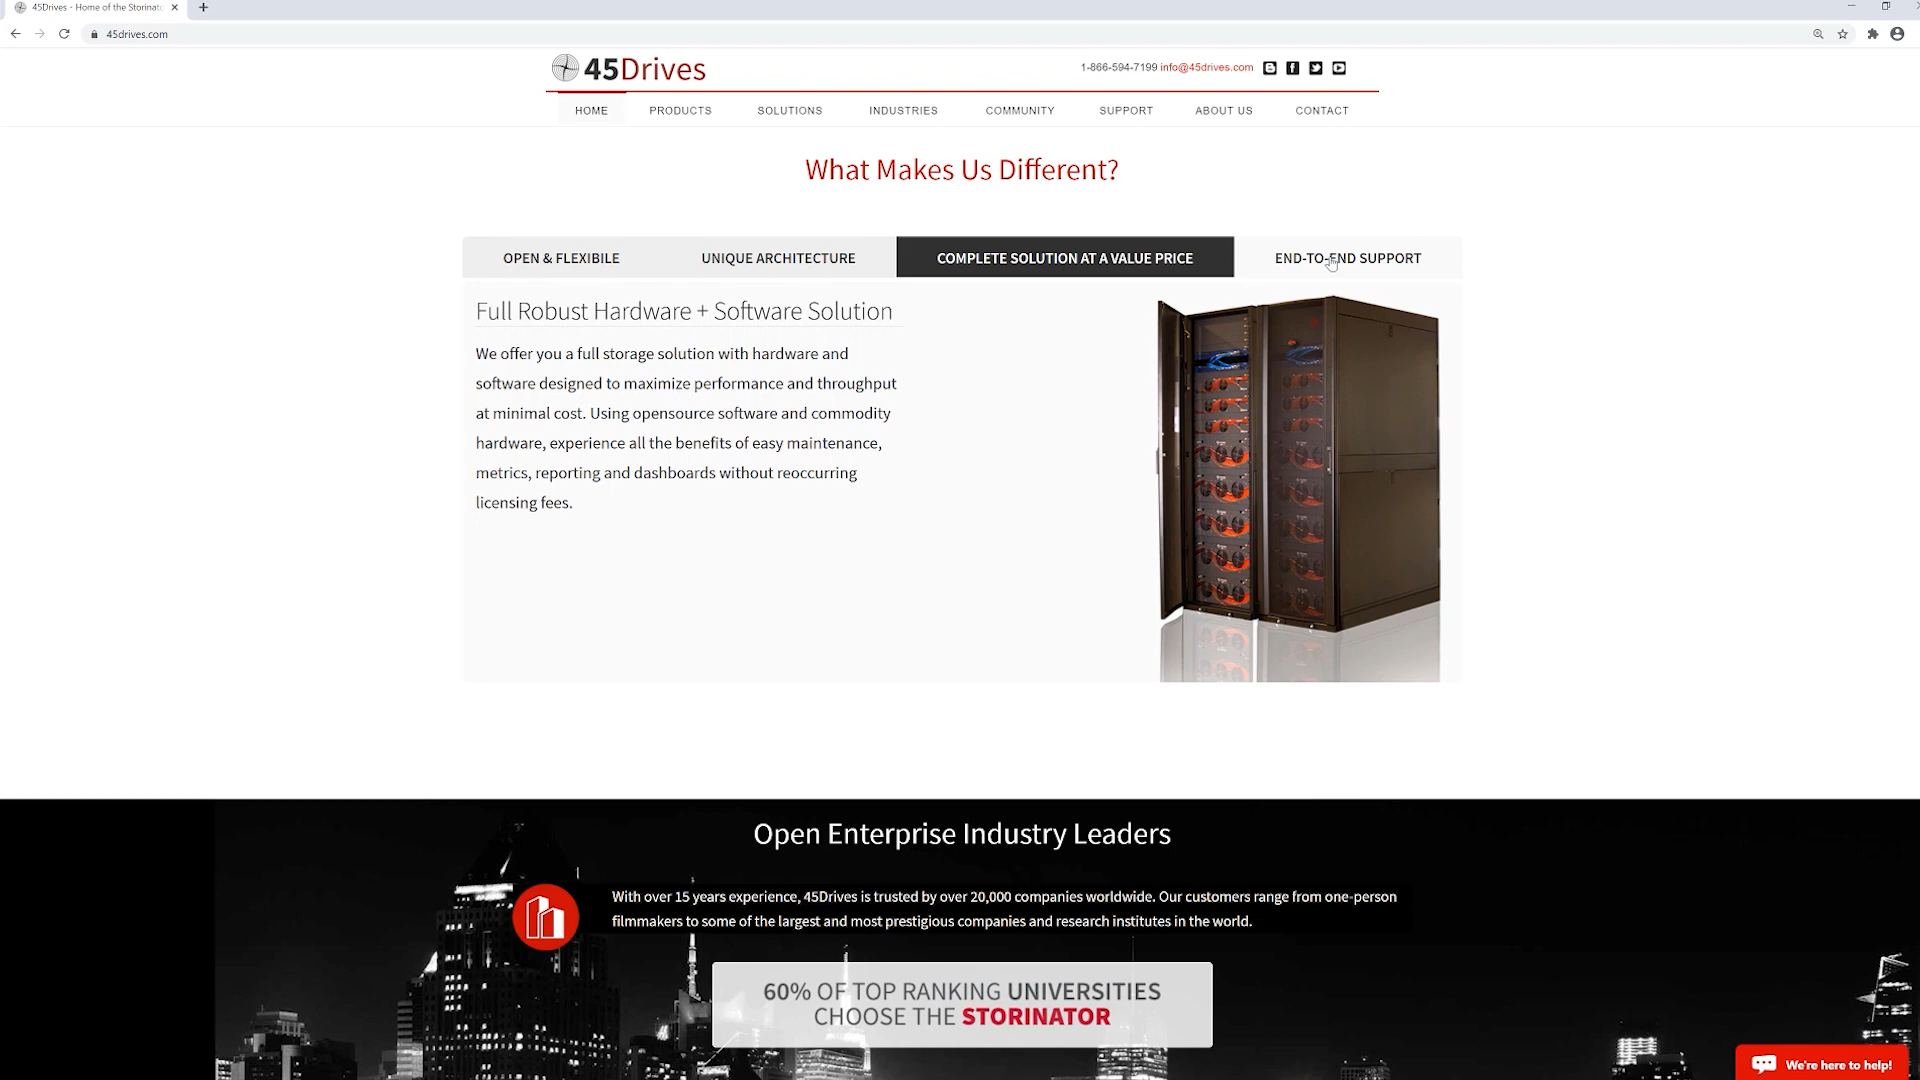 45Drives - Home of the Storinato
45drives.com
45Drives
1-866-594-7199 info@45drives.com
HOME PRODUCTS SOLUTIONS INDUSTRIES COMMUNITY SUPPORT ABOUT US CONTACT
What Makes Us Different?
OPEN & FLEXIBILE UNIQUE ARCHITECTURE COMPLETE SOLUTION AT A VALUE PRICE END-TO-END SUPPORT
Full Robust Hardware + Software Solution
We offer you a full storage solution with hardware and
software designed to maximize performance and throughput
at minimal cost. Using opensource software and commodity
hardware, experience all the benefits of easy maintenance,
metrics, reporting and dashboards without reoccurring
licensing fees.
Open Enterprise Industry Leaders
With over 15 years experience, 45Drives is trusted by over 20,000 companies worldwide. Our customers range from one-person
filmmakers to some of the largest and most prestigious companies and research institutes in the world.
60% OF TOP RANKING UNIVERSITIES
CHOOSE THE STORINATOR
We're here to help!